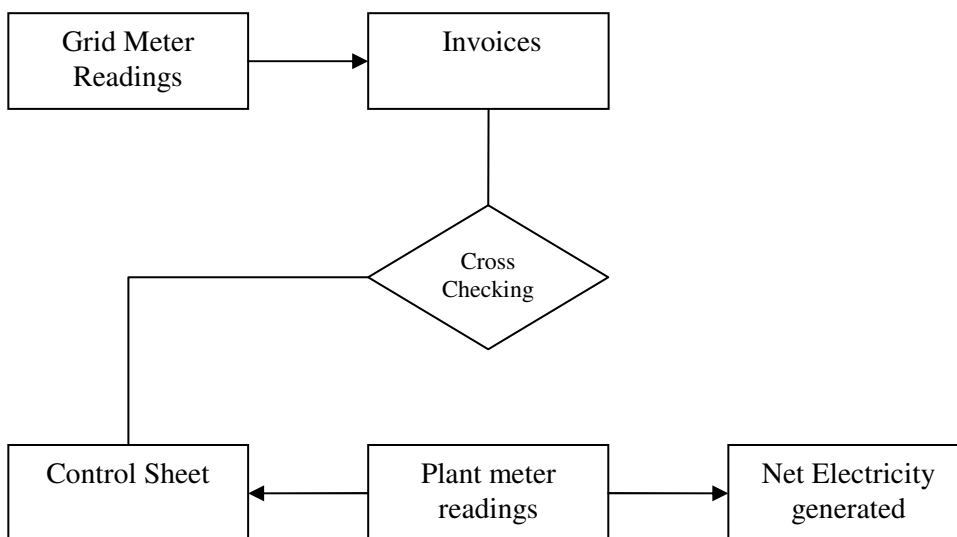 Grid Meter
Readings
Invoices
Cross
Checking
Control Sheet
Plant meter
readings
Net Electricity
generated